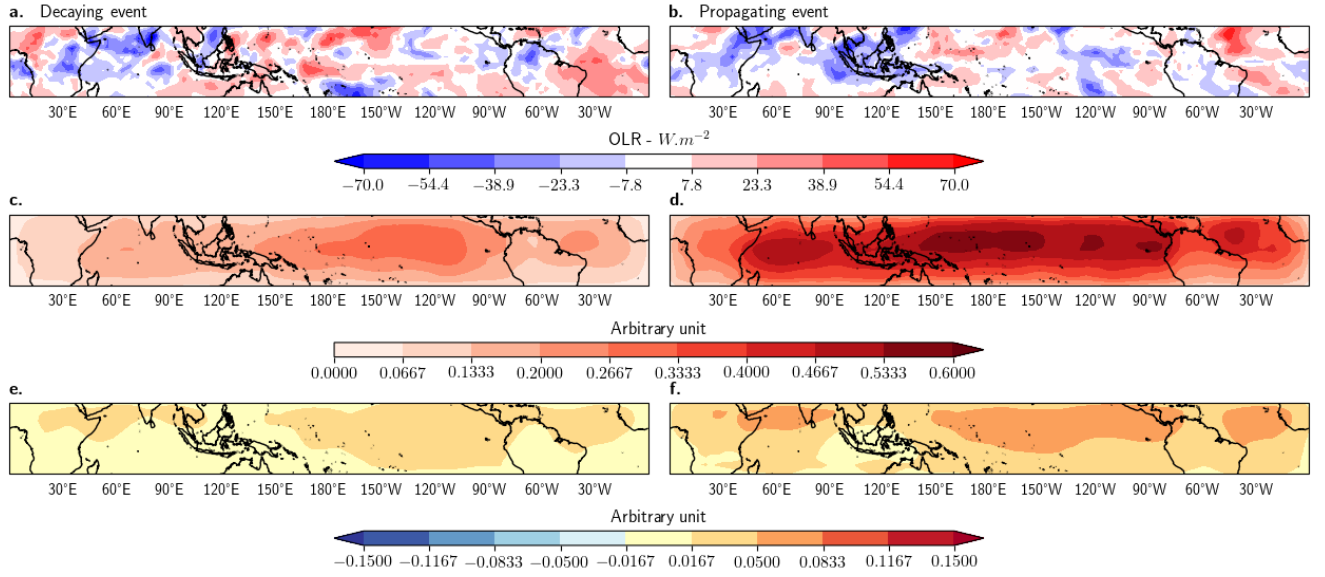 a. Decaying event
b. Propagating event
30°E 60°E 90°E 120°E 150°E 180° 150°W 120°W 90°W 60°W 30°W
30°E 60°E 90°E 120°E 150°E 180° 150°W 120°W 90°W 60°W 30°W
OLR - W.m⁻²
−70.0 −54.4 −38.9 −23.3 −7.8 7.8 23.3 38.9 54.4 70.0
c.
d.
30°E 60°E 90°E 120°E 150°E 180° 150°W 120°W 90°W 60°W 30°W
30°E 60°E 90°E 120°E 150°E 180° 150°W 120°W 90°W 60°W 30°W
Arbitrary unit
0.0000 0.0667 0.1333 0.2000 0.2667 0.3333 0.4000 0.4667 0.5333 0.6000
e.
f.
30°E 60°E 90°E 120°E 150°E 180° 150°W 120°W 90°W 60°W 30°W
30°E 60°E 90°E 120°E 150°E 180° 150°W 120°W 90°W 60°W 30°W
Arbitrary unit
−0.1500 −0.1167 −0.0833 −0.0500 −0.0167 0.0167 0.0500 0.0833 0.1167 0.1500